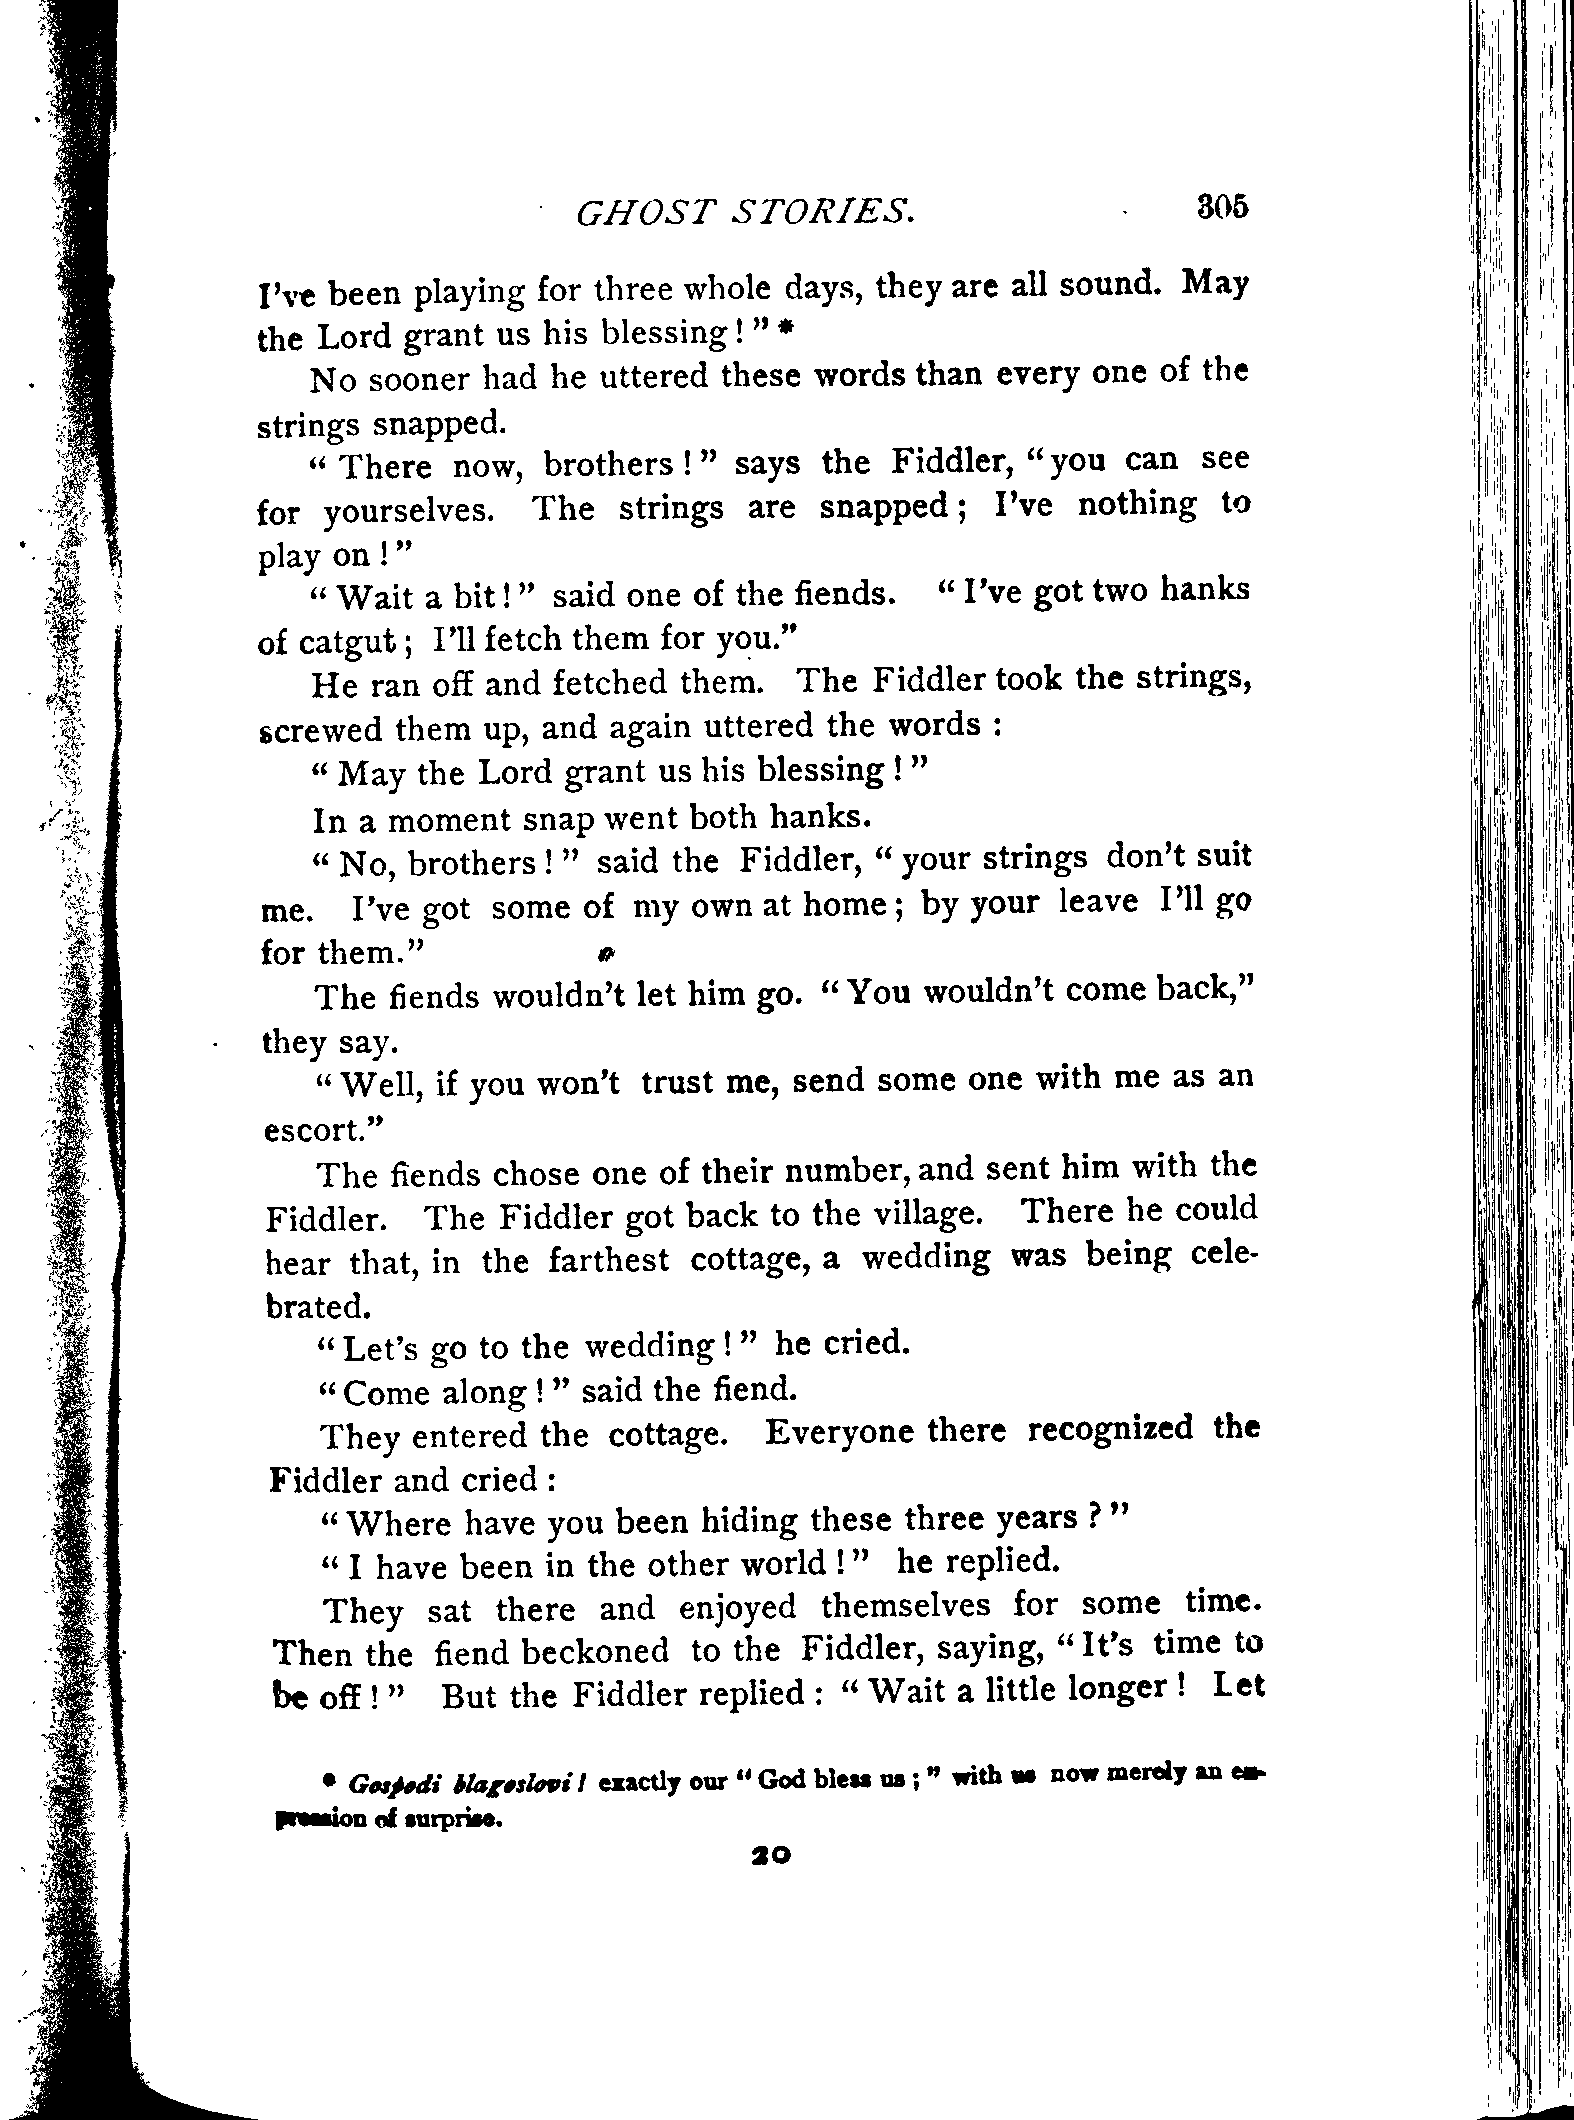 GHOST STORIES. 305
I've been playing for three whole days, they are all sound. May
the Lord grant us his blessing!" *
No sooner had he uttered these words than every one of the
strings snapped.
"There now, brothers!" says the Fiddler, "you can see
for yourselves. The strings are snapped; I've nothing to
play on!"
"Wait a bit!" said one of the fiends. "I've got two hanks
of catgut; I'll fetch them for you."
He ran off and fetched them. The Fiddler took the strings,
screwed them up, and again uttered the words:
"May the Lord grant us his blessing!"
In a moment snap went both hanks.
"No, brothers!" said the Fiddler, "your strings don't suit
me. I've got some of my own at home; by your leave I'll go
for them."
The fiends wouldn't let him go. "You wouldn't come back,"
they say.
"Well, if you won't trust me, send some one with me as an
escort."
The fiends chose one of their number, and sent him with the
Fiddler. The Fiddler got back to the village. There he could
hear that, in the farthest cottage, a wedding was being cele-
brated.
"Let's go to the wedding!" he cried.
"Come along!" said the fiend.
They entered the cottage. Everyone there recognized the
Fiddler and cried:
"Where have you been hiding these three years?"
"I have been in the other world!" he replied.
They sat there and enjoyed themselves for some time.
Then the fiend beckoned to the Fiddler, saying, "It's time to
be off!" But the Fiddler replied: "Wait a little longer! Let
* Gospodi blagoslovi! exactly our "God bless us;" with us now merely an ex-
pression of surprise.
20